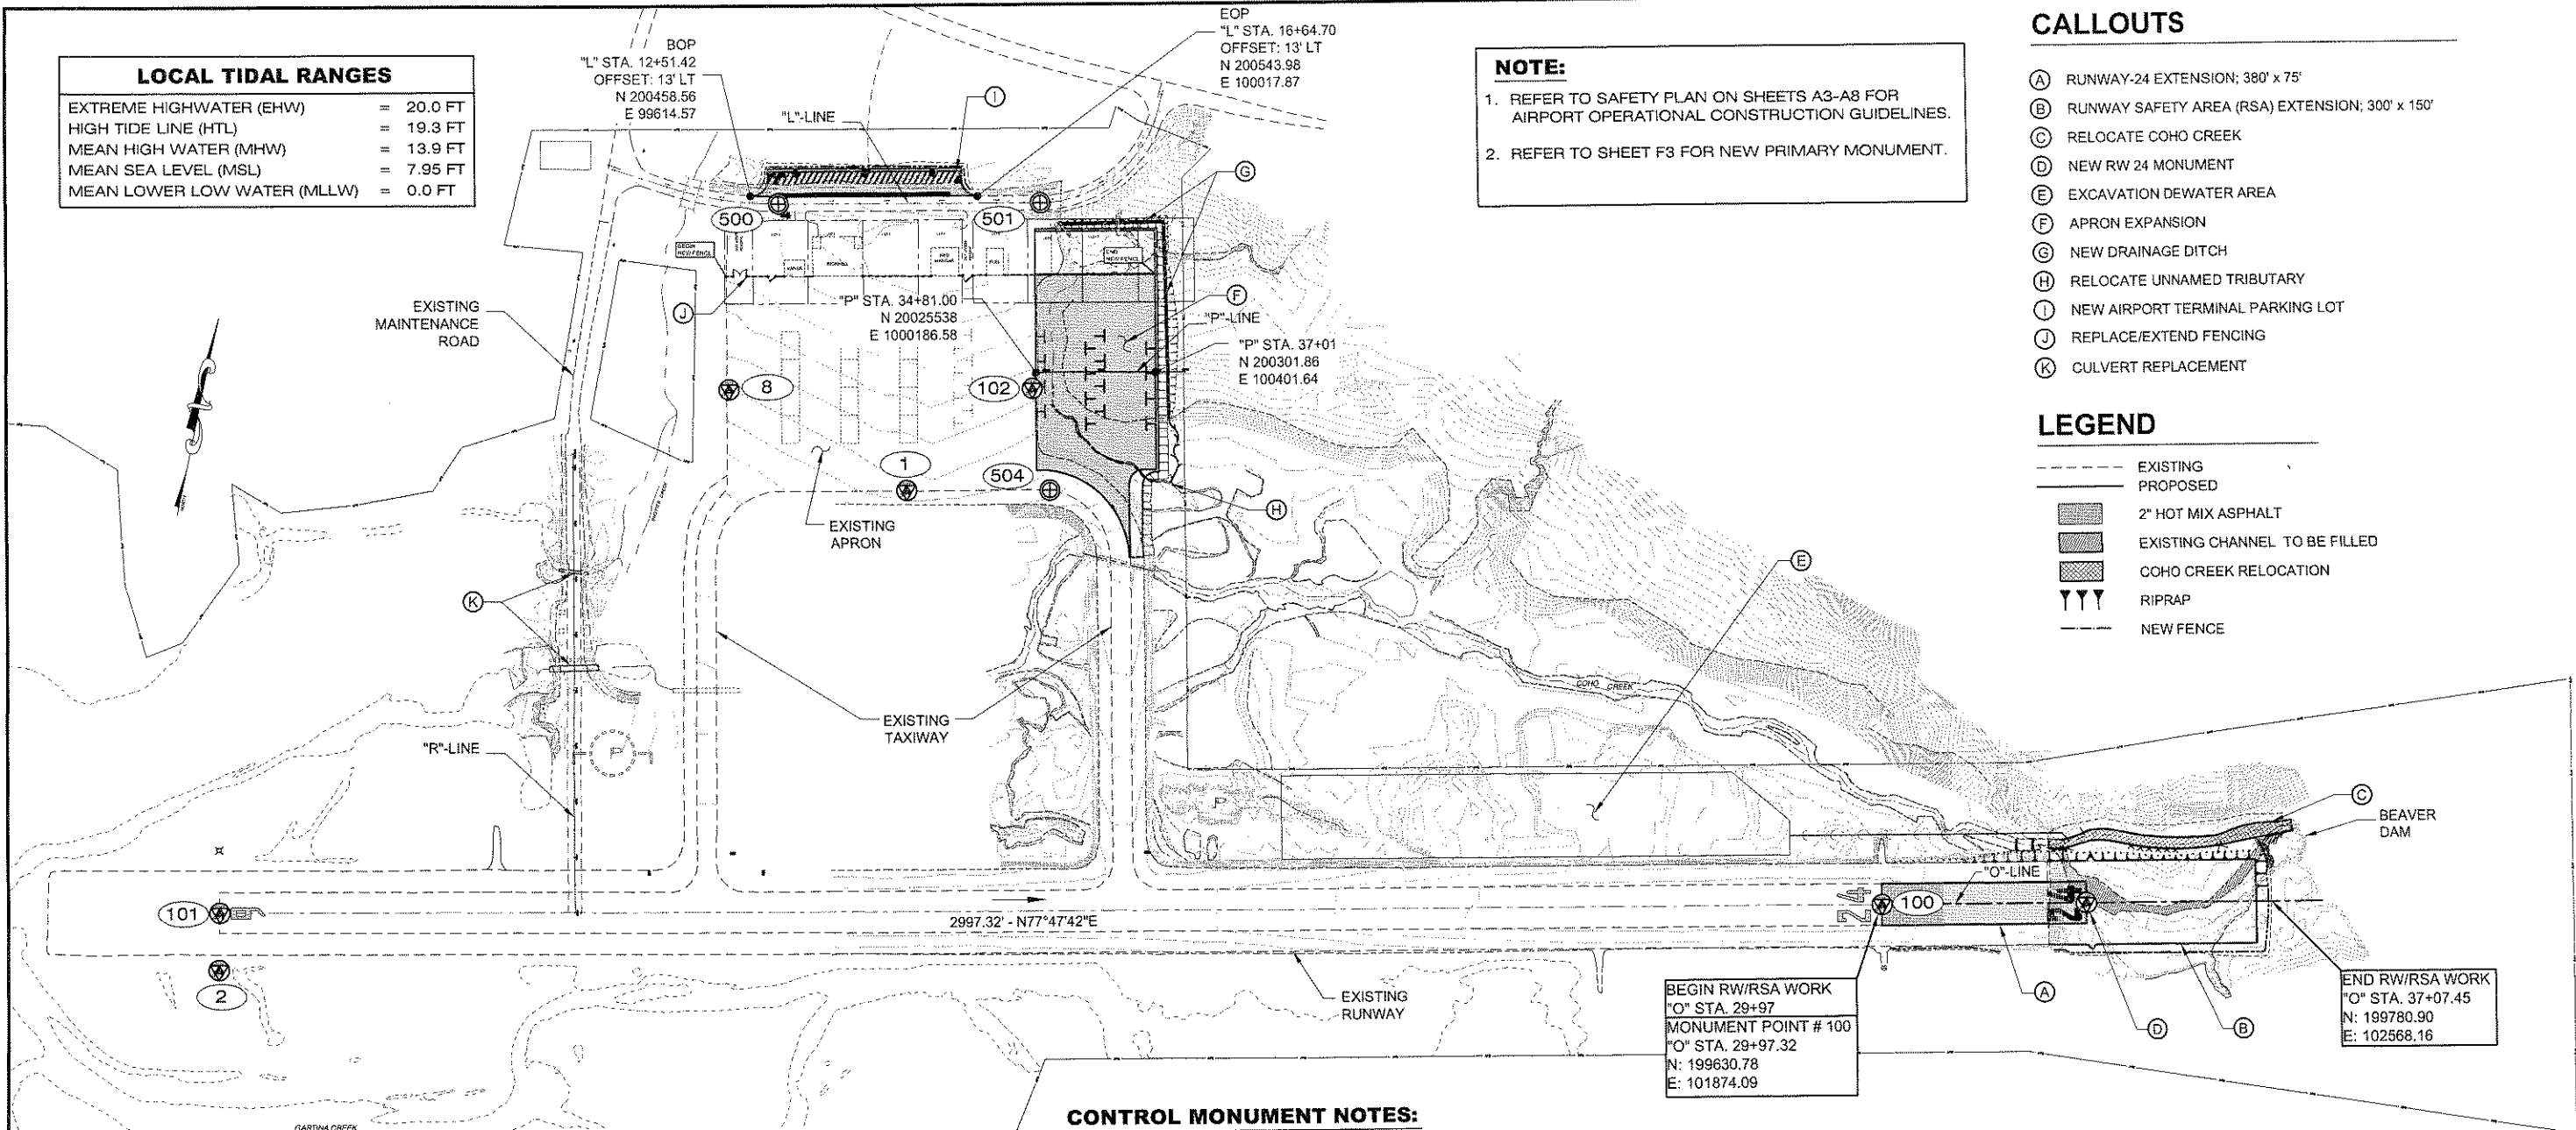 LOCAL TIDAL RANGES
EXTREME HIGHWATER (EHW) = 20.0 FT
HIGH TIDE LINE (HTL) = 19.3 FT
MEAN HIGH WATER (MHW) = 13.9 FT
MEAN SEA LEVEL (MSL) = 7.95 FT
MEAN LOWER LOW WATER (MLLW) = 0.0 FT
BOP
"L" STA. 12+51.42
OFFSET: 13' LT
N 200458.56
E 99614.57
EOP
"L" STA. 16+64.70
OFFSET: 13' LT
N 200543.98
E 100017.87
"L"-LINE
I
G
500
501
BEGIN
NEW FENCE
END
NEW FENCE
J
"P" STA. 34+81.00
N 20025538
E 1000186.58
F
"P"-LINE
"P" STA. 37+01
N 200301.86
E 100401.64
EXISTING
MAINTENANCE
ROAD
8
102
1
504
H
EXISTING
APRON
K
E
COHO CREEK
EXISTING
TAXIWAY
"R"-LINE
P
P
C
BEAVER
DAM
"O"-LINE
101
100
24
24
2997.32' - N77°47'42"E
2
EXISTING
RUNWAY
A
D
B
BEGIN RW/RSA WORK
"O" STA. 29+97
MONUMENT POINT # 100
"O" STA. 29+97.32
N: 199630.78
E: 101874.09
END RW/RSA WORK
"O" STA. 37+07.45
N: 199780.90
E: 102568.16
GARTINA CREEK
CONTROL MONUMENT NOTES:
NOTE:
1. REFER TO SAFETY PLAN ON SHEETS A3-A8 FOR
AIRPORT OPERATIONAL CONSTRUCTION GUIDELINES.
2. REFER TO SHEET F3 FOR NEW PRIMARY MONUMENT.
CALLOUTS
A RUNWAY-24 EXTENSION; 380' x 75'
B RUNWAY SAFETY AREA (RSA) EXTENSION; 300' x 150'
C RELOCATE COHO CREEK
D NEW RW 24 MONUMENT
E EXCAVATION DEWATER AREA
F APRON EXPANSION
G NEW DRAINAGE DITCH
H RELOCATE UNNAMED TRIBUTARY
I NEW AIRPORT TERMINAL PARKING LOT
J REPLACE/EXTEND FENCING
K CULVERT REPLACEMENT
LEGEND
EXISTING
PROPOSED
2" HOT MIX ASPHALT
EXISTING CHANNEL TO BE FILLED
COHO CREEK RELOCATION
RIPRAP
NEW FENCE